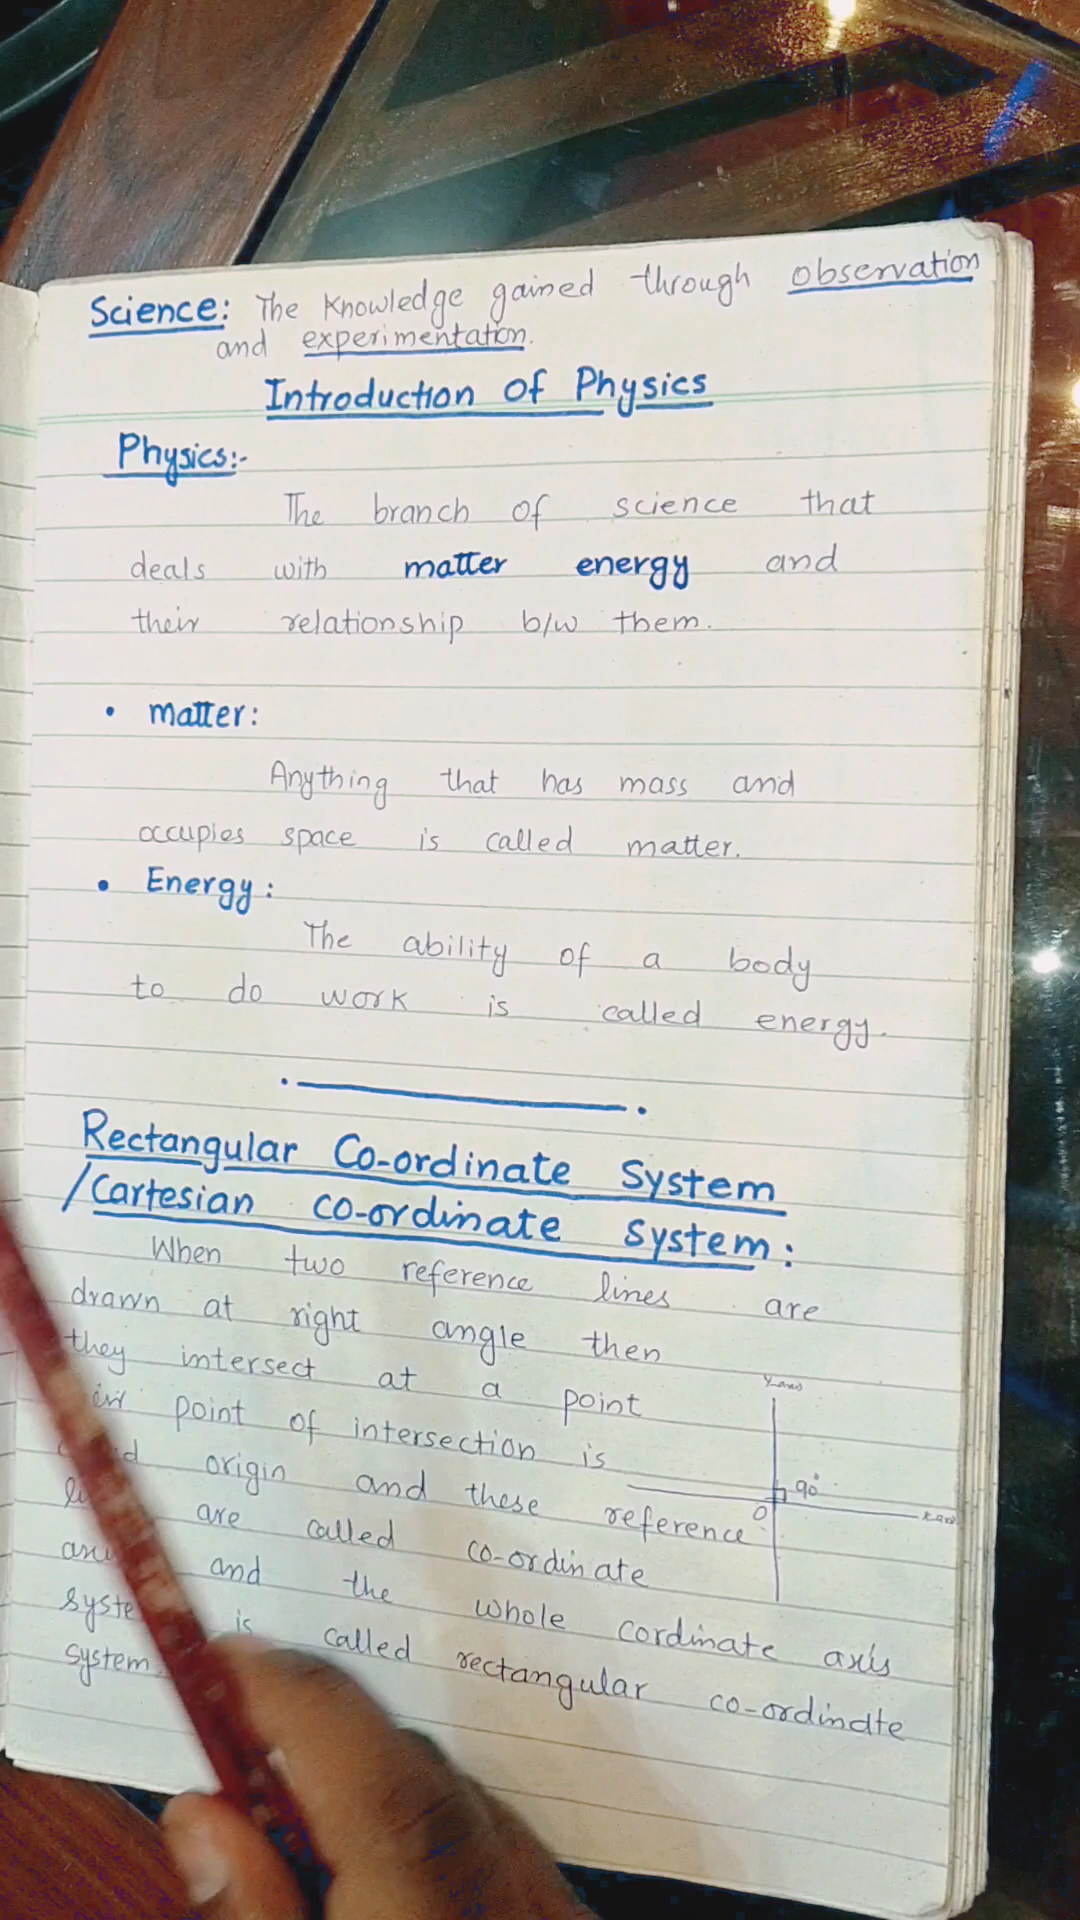 Science: The Knowledge gained through observation
and experimentation.
Introduction of Physics
Physics:-
The branch of science that
deals with matter energy and
their relationship b/w them.
• matter:
Anything that has mass and
occupies space is called matter.
• Energy:
The ability of a body
to do work is called energy.
Rectangular Co-ordinate System
/Cartesian co-ordinate system:
When two reference lines are
drawn at right angle then
they intersect at a point
point of intersection is
origin and these reference
are called co-ordinate
and the whole cordinate axis
is called rectangular co-ordinate
system.
Y-axis
90°
O
x-axis